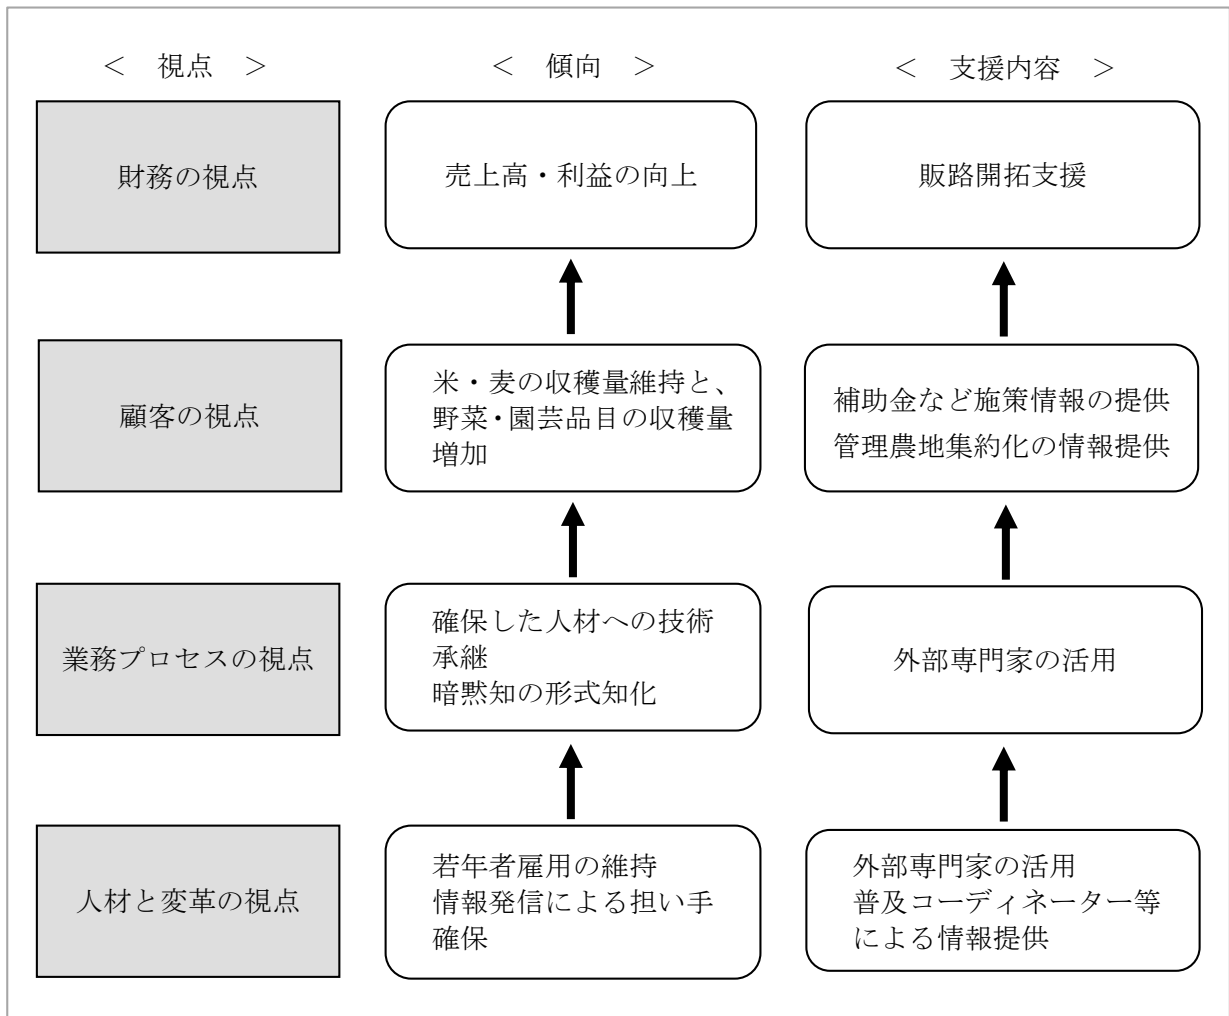 ＜　視点　＞
＜　傾向　＞
＜　支援内容　＞
財務の視点
売上高・利益の向上
販路開拓支援
顧客の視点
米・麦の収穫量維持と、
野菜・園芸品目の収穫量
増加
補助金など施策情報の提供
管理農地集約化の情報提供
業務プロセスの視点
確保した人材への技術
承継
暗黙知の形式知化
外部専門家の活用
人材と変革の視点
若年者雇用の維持
情報発信による担い手
確保
外部専門家の活用
普及コーディネーター等
による情報提供